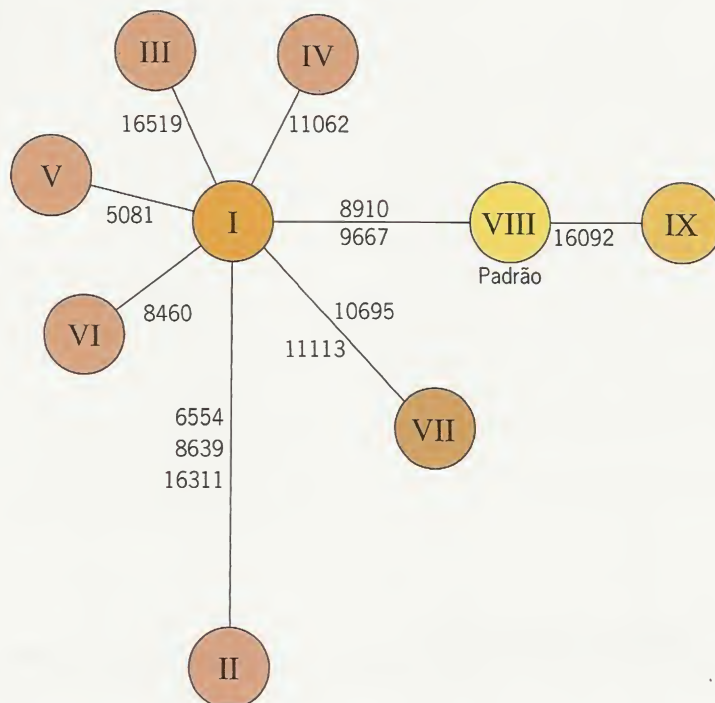 III
IV
16519
11062
V
5081
I
8910
9667
VIII
Padrão
16092
IX
VI
8460
10695
11113
VII
6554
8639
16311
II